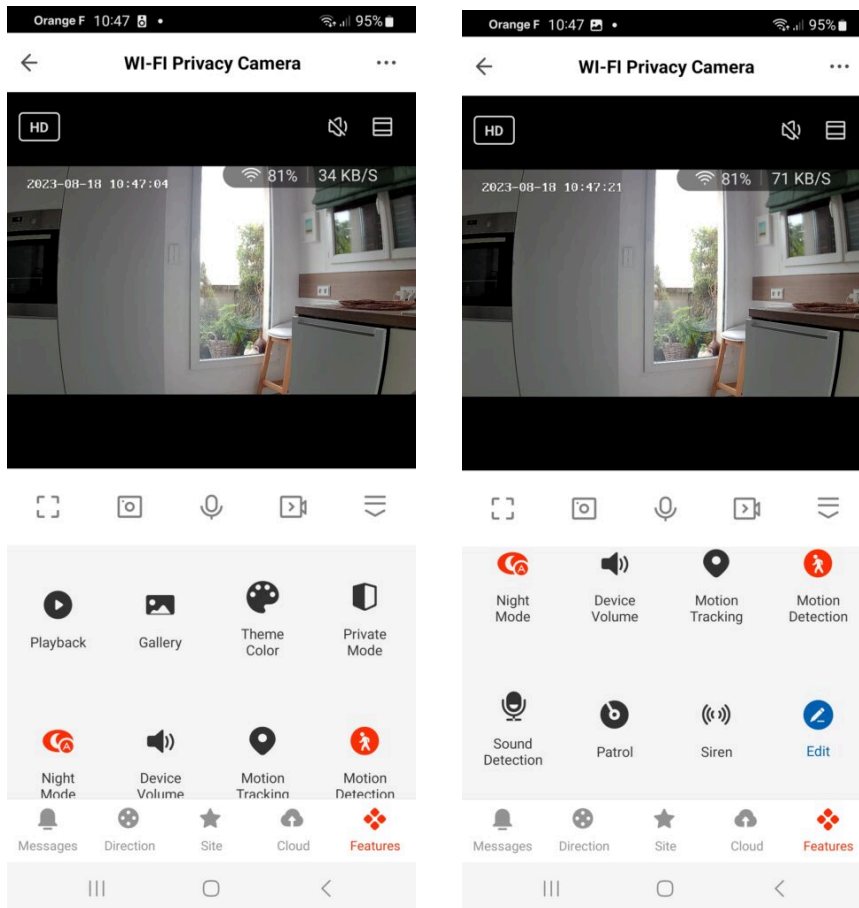 Orange F 10:47
95%
WI-FI Privacy Camera
HD
2023-08-18 10:47:04
81% 34 KB/S
Playback
Gallery
Theme
Color
Private
Mode
Night
Mode
Device
Volume
Motion
Tracking
Motion
Detection
Messages
Direction
Site
Cloud
Features
Orange F 10:47
95%
WI-FI Privacy Camera
HD
2023-08-18 10:47:21
81% 71 KB/S
Night
Mode
Device
Volume
Motion
Tracking
Motion
Detection
Sound
Detection
Patrol
Siren
Edit
Messages
Direction
Site
Cloud
Features